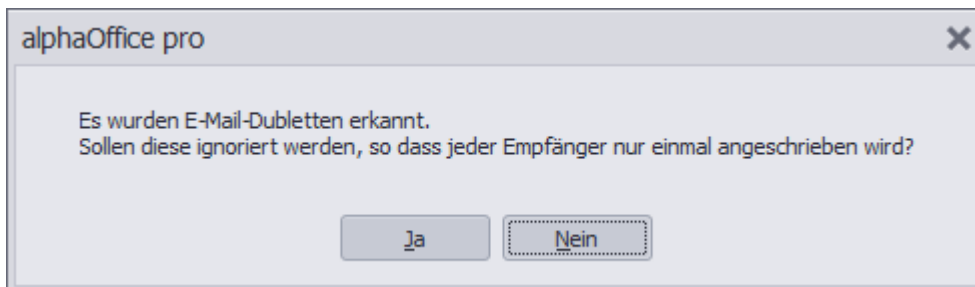 alphaOffice pro
Es wurden E-Mail-Dubletten erkannt.
Sollen diese ignoriert werden, so dass jeder Empfänger nur einmal angeschrieben wird?
Ja Nein